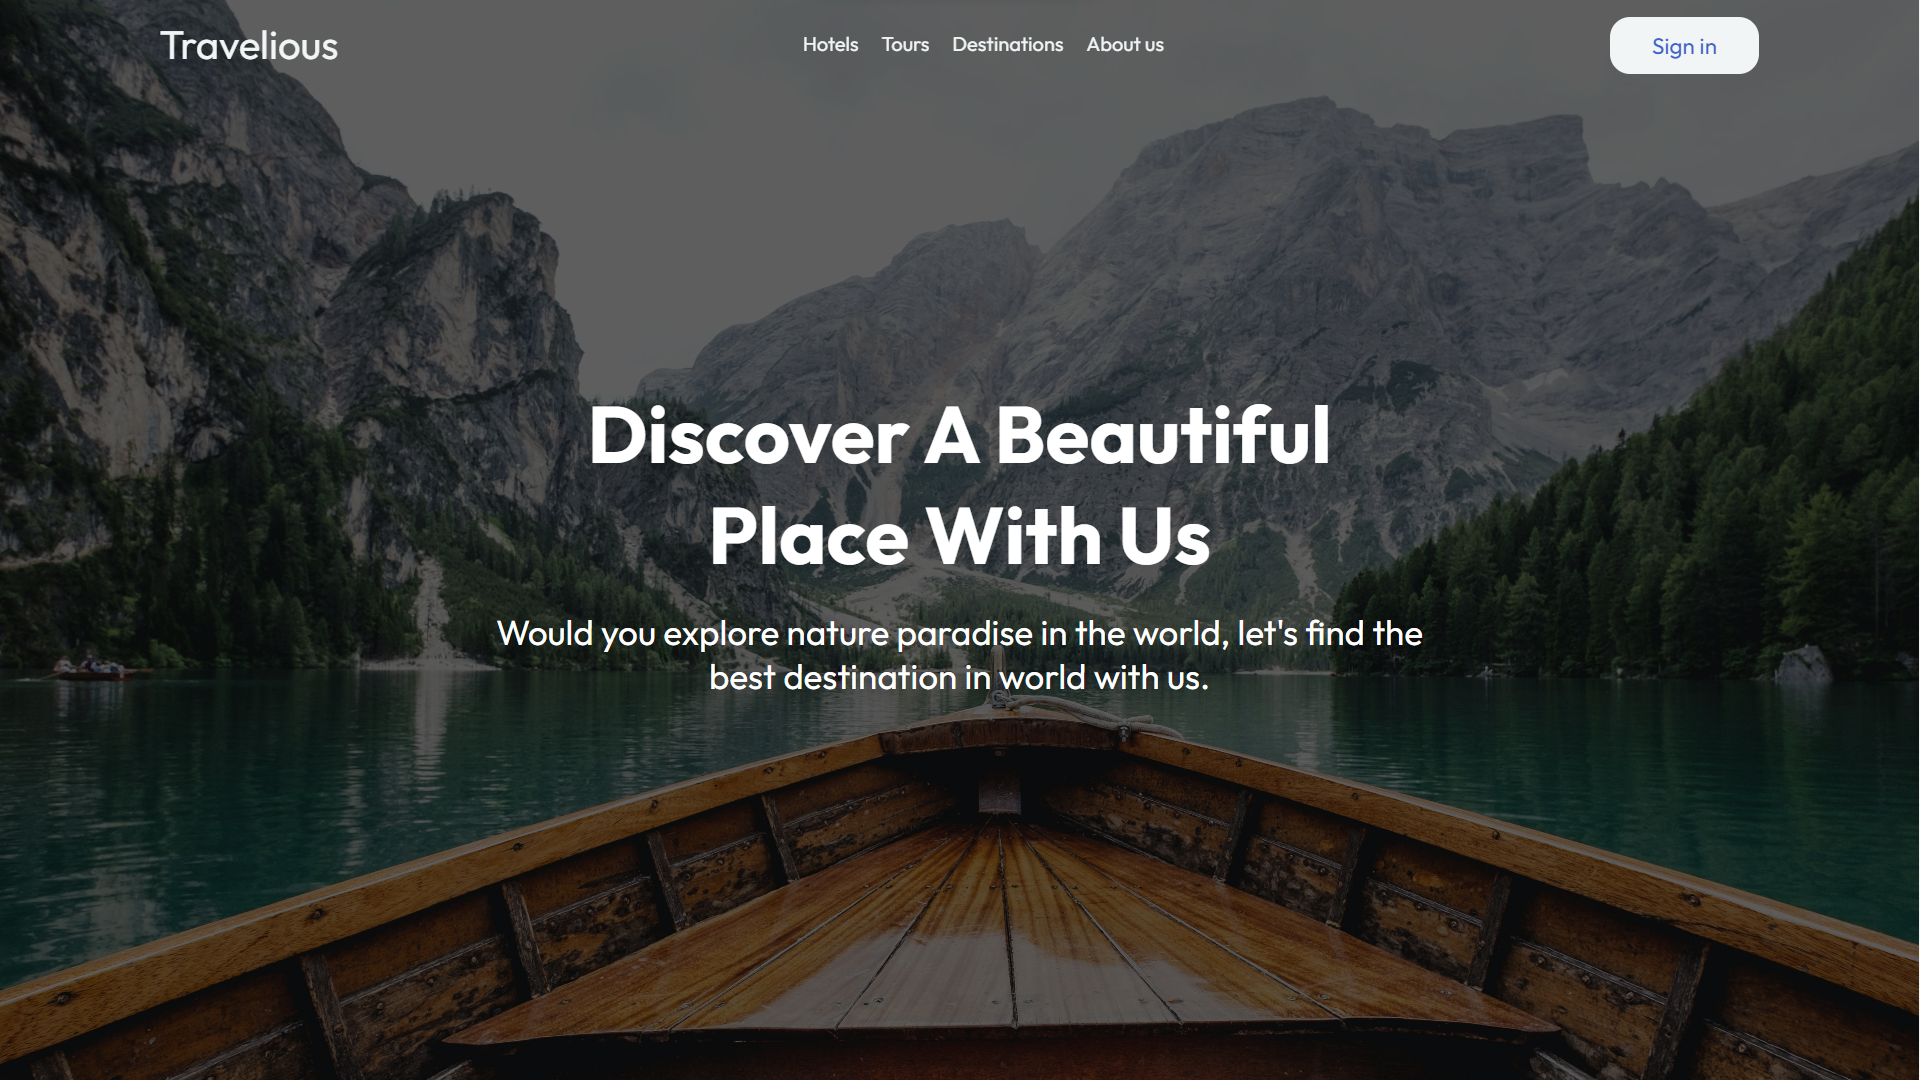 Travelious
Hotels Tours Destinations About us
Sign in
Discover A Beautiful
Place With Us
Would you explore nature paradise in the world, let's find the
best destination in world with us.